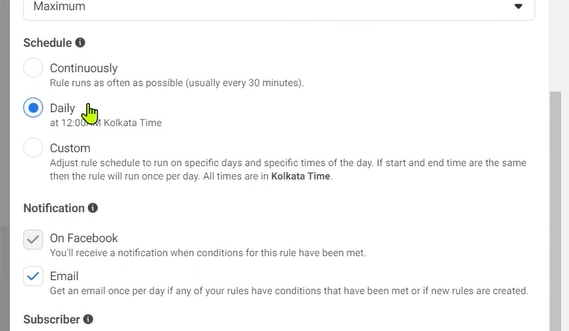 Maximum
Schedule
Continuously
Rule runs as often as possible (usually every 30 minutes).
Daily
at 12:00 Kolkata Time
Custom
Adjust rule schedule to run on specific days and specific times of the day. If start and end time are the same
then the rule will run once per day. All times are in Kolkata Time.
Notification
On Facebook
You'll receive a notification when conditions for this rule have been met.
Email
Get an email once per day if any of your rules have conditions that have been met or if new rules are created.
Subscriber